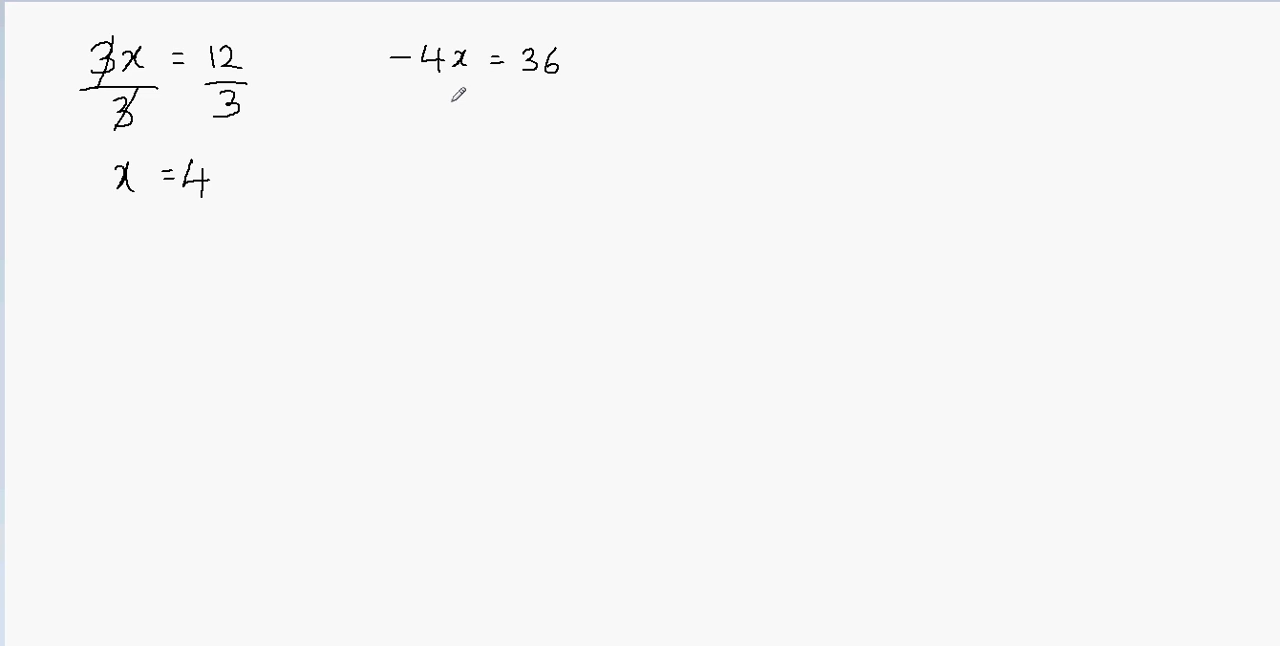 3x = 12
3 3
x = 4
-4x = 36